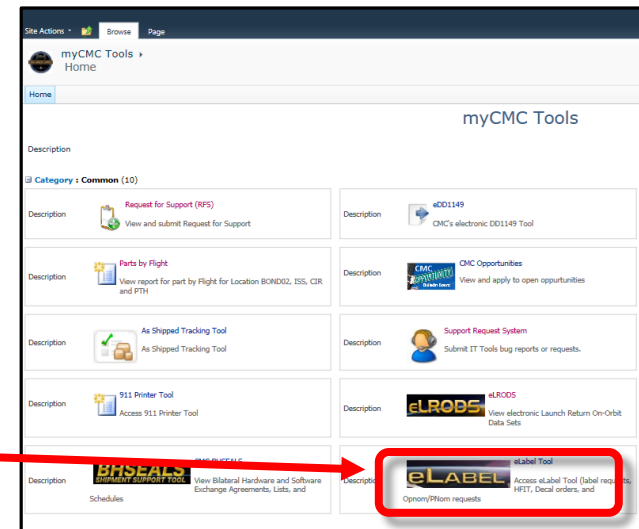 Site Actions
Browse
Page
myCMC Tools
Home
Home
myCMC Tools
Description
Category : Common (10)
Description
Request for Support (RFS)
View and submit Request for Support
Description
eDD1149
CMC's electronic DD1149 Tool
Description
Parts by Flight
View report for part by Flight for Location BOND02, ISS, CIR
and PTH
Description
CMC
CMC Opportunities
View and apply to open oppurtunities
Description
As Shipped Tracking Tool
As Shipped Tracking Tool
Description
Support Request System
Submit IT Tools bug reports or requests.
Description
911 Printer Tool
Access 911 Printer Tool
Description
eLRODS
eLRODS
View electronic Launch Return On-Orbit
Data Sets
Description
BHSEALS
SHIPMENT SUPPORT TOOL
CMC BHSEALS
View Bilateral Hardware and Software
Exchange Agreements, Lists, and
Schedules
Description
eLABEL
eLabel Tool
Access eLabel Tool (label requests,
HFIT, Decal orders, and
Opnom/PNom requests